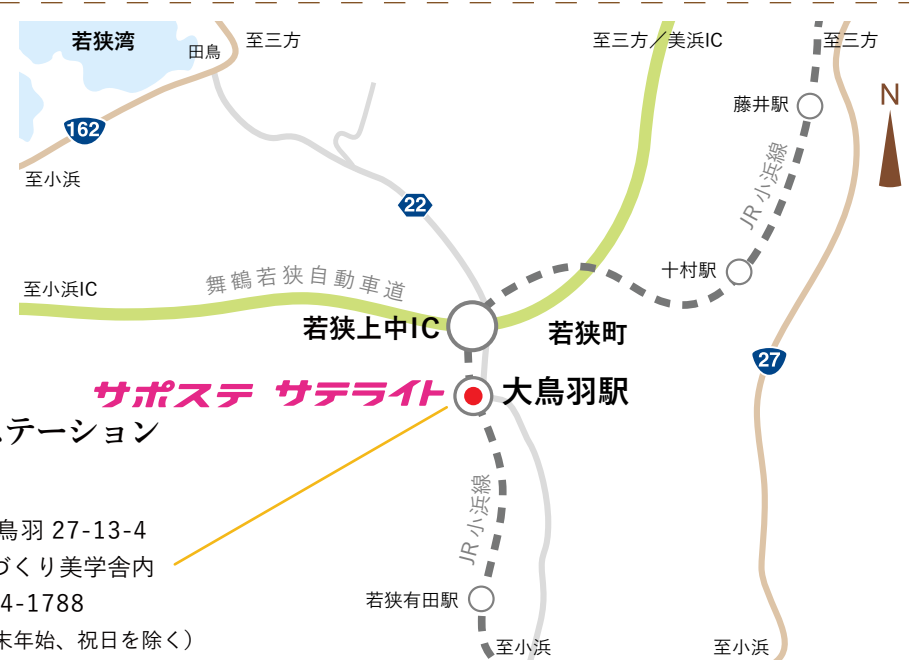 若狭湾
田鳥
至三方
至三方／美浜IC
至三方
藤井駅
N
162
JR 小浜線
至小浜
22
十村駅
舞鶴若狭自動車道
至小浜IC
若狭上中IC
若狭町
27
サポステ サテライト
大鳥羽駅
ステーション
JR 小浜線
鳥羽 27-13-4
づくり美学舎内
4-1788
若狭有田駅
末年始、祝日を除く）
至小浜
至小浜